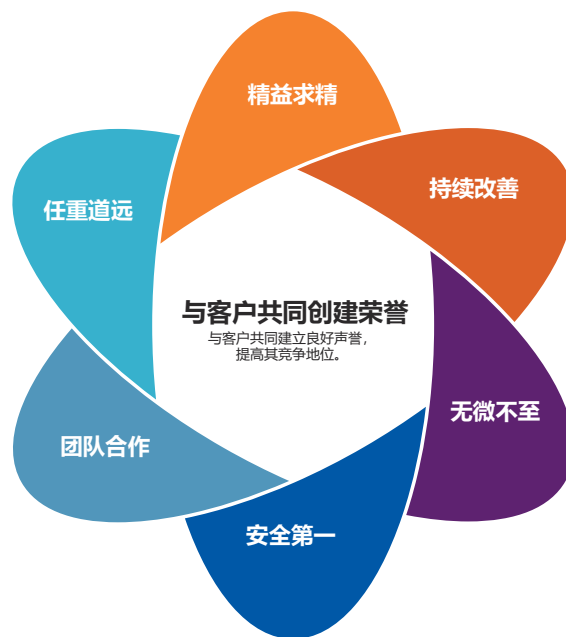 精益求精
持续改善
任重道远
与客户共同创建荣誉
与客户共同建立良好声誉，
提高其竞争地位。
无微不至
团队合作
安全第一